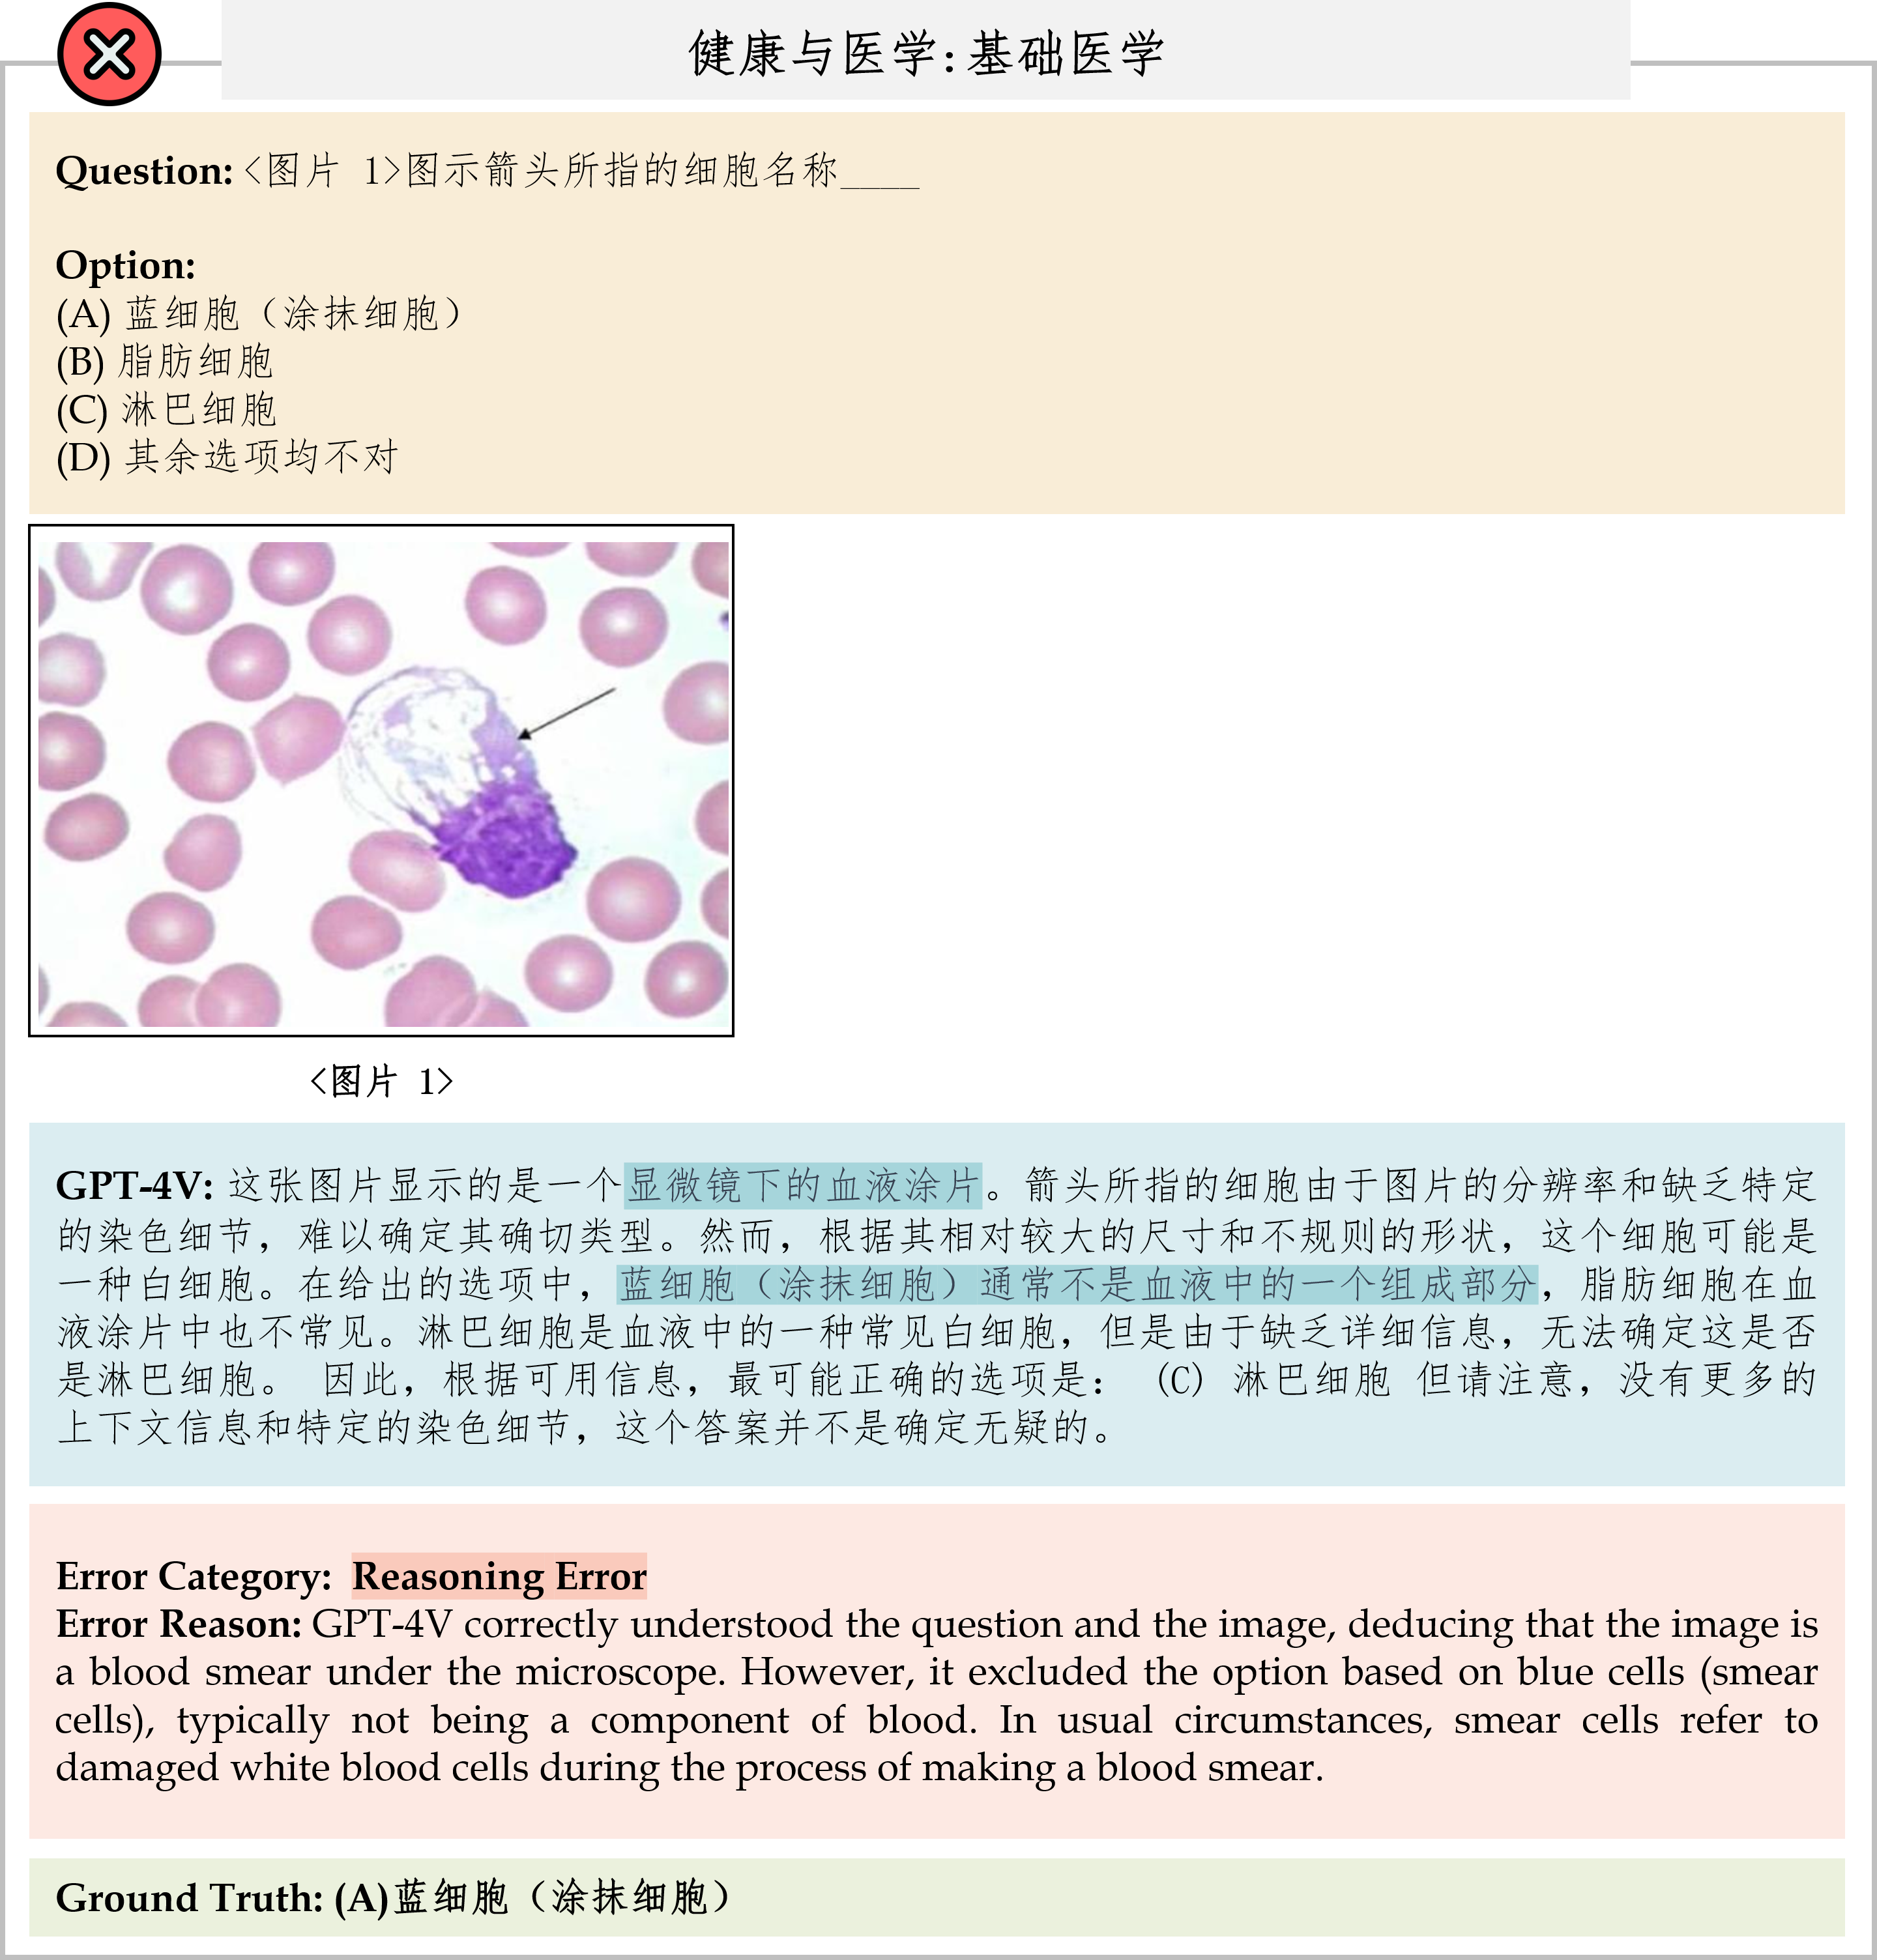 健康与医学:基础医学
Question: <图片 1>图示箭头所指的细胞名称____
Option:
(A) 蓝细胞（涂抹细胞）
(B) 脂肪细胞
(C) 淋巴细胞
(D) 其余选项均不对
<图片 1>
GPT-4V: 这张图片显示的是一个显微镜下的血液涂片。箭头所指的细胞由于图片的分辨率和缺乏特定
的染色细节，难以确定其确切类型。然而，根据其相对较大的尺寸和不规则的形状，这个细胞可能是
一种白细胞。在给出的选项中，蓝细胞（涂抹细胞）通常不是血液中的一个组成部分，脂肪细胞在血
液涂片中也不常见。淋巴细胞是血液中的一种常见白细胞，但是由于缺乏详细信息，无法确定这是否
是淋巴细胞。 因此，根据可用信息，最可能正确的选项是： (C) 淋巴细胞 但请注意，没有更多的
上下文信息和特定的染色细节，这个答案并不是确定无疑的。
Error Category: Reasoning Error
Error Reason: GPT-4V correctly understood the question and the image, deducing that the image is
a blood smear under the microscope. However, it excluded the option based on blue cells (smear
cells), typically not being a component of blood. In usual circumstances, smear cells refer to
damaged white blood cells during the process of making a blood smear.
Ground Truth: (A)蓝细胞（涂抹细胞）